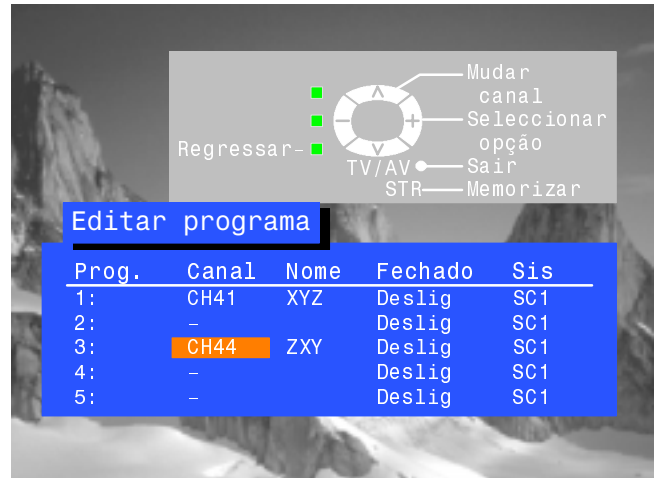 Mudar
canal
Seleccionar
opção
Regressar
TV/AV Sair
STR Memorizar
Editar programa
Prog. Canal Nome Fechado Sis
1: CH41 XYZ Deslig SC1
2: – Deslig SC1
3: CH44 ZXY Deslig SC1
4: – Deslig SC1
5: – Deslig SC1